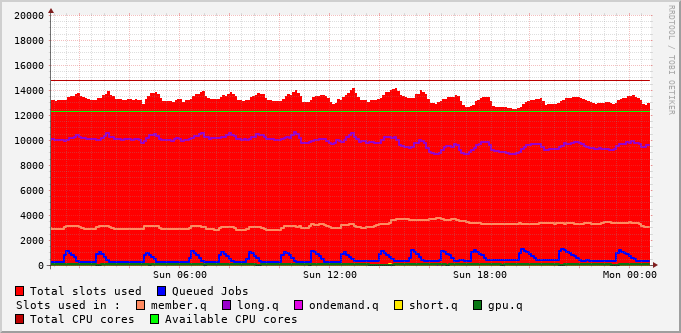 20000
18000
16000
14000
12000
10000
8000
6000
4000
2000
0
Sun 06:00 Sun 12:00 Sun 18:00 Mon 00:00
RRDTOOL / TOBI OETIKER
Total slots used Queued Jobs
Slots used in : member.q long.q ondemand.q short.q gpu.q
Total CPU cores Available CPU cores